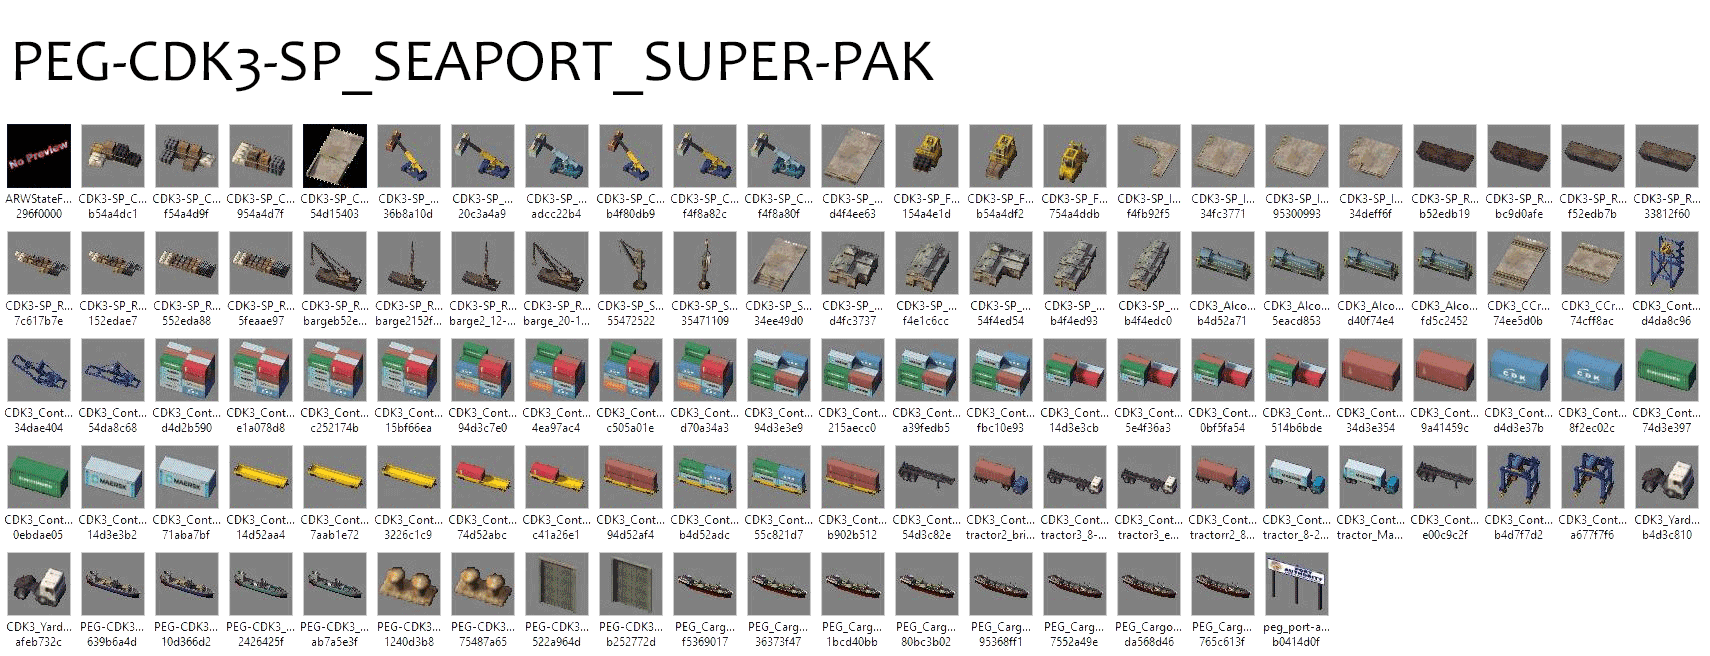 PEG-CDK3-SP_SEAPORT_SUPER-PAK
No Preview
ARWStateF... CDK3-SP_C... CDK3-SP_C... CDK3-SP_C... CDK3-SP_C... CDK3-SP_... CDK3-SP_... CDK3-SP_... CDK3-SP_... CDK3-SP_... CDK3-SP_... CDK3-SP_... CDK3-SP_F... CDK3-SP_F... CDK3-SP_F... CDK3-SP_I... CDK3-SP_I... CDK3-SP_I... CDK3-SP_I... CDK3-SP_R... CDK3-SP_R... CDK3-SP_R... CDK3-SP_R...
296f0000 b54a4dc1 f54a4d9f 954a4d7f 54d15403 36b8a10d 20c3a4a9 adcc22b4 b4f80db9 f4f8a82c f4f8a80f d4f4ee63 154a4e1d b54a4df2 754a4ddb f4fb92f5 34fc3771 95300993 34deff6f b52edb19 bc9d0afe f52edb7b 33812f60
CDK3-SP_R... CDK3-SP_R... CDK3-SP_R... CDK3-SP_R... CDK3-SP_R... CDK3-SP_R... CDK3-SP_R... CDK3-SP_R... CDK3-SP_S... CDK3-SP_S... CDK3-SP_S... CDK3-SP_... CDK3-SP_... CDK3-SP_... CDK3-SP_... CDK3-SP_... CDK3_Alco... CDK3_Alco... CDK3_Alco... CDK3_Alco... CDK3_CCr... CDK3_CCr... CDK3_Cont...
7c617b7e 152edae7 552eda88 5feaae97 bargeb52e... barge2152f... barge2_12-... barge_20-1... 55472522 35471109 34ee49d0 d4fc3737 f4e1c6cc 54f4ed54 b4f4ed93 b4f4edc0 b4d52a71 5eacd853 d40f74e4 fd5c2452 74ee5d0b 74cff8ac d4da8c96
CDK3_Cont... CDK3_Cont... CDK3_Cont... CDK3_Cont... CDK3_Cont... CDK3_Cont... CDK3_Cont... CDK3_Cont... CDK3_Cont... CDK3_Cont... CDK3_Cont... CDK3_Cont... CDK3_Cont... CDK3_Cont... CDK3_Cont... CDK3_Cont... CDK3_Cont... CDK3_Cont... CDK3_Cont... CDK3_Cont... CDK3_Cont... CDK3_Cont... CDK3_Cont...
34dae404 54da8c68 d4d2b590 e1a078d8 c252174b 15bf66ea 94d3c7e0 4ea97ac4 c505a01e d70a34a3 94d3e3e9 215aecc0 a39fedb5 fbc10e93 14d3e3cb 5e4f36a3 0bf5fa54 514b6bde 34d3e354 9a41459c d4d3e37b 8f2ec02c 74d3e397
CDK3_Cont... CDK3_Cont... CDK3_Cont... CDK3_Cont... CDK3_Cont... CDK3_Cont... CDK3_Cont... CDK3_Cont... CDK3_Cont... CDK3_Cont... CDK3_Cont... CDK3_Cont... CDK3_Cont... CDK3_Cont... CDK3_Cont... CDK3_Cont... CDK3_Cont... CDK3_Cont... CDK3_Cont... CDK3_Cont... CDK3_Cont... CDK3_Cont... CDK3_Yard...
0ebdae05 14d3e3b2 71aba7bf 14d52aa4 7aab1e72 3226c1c9 74d52abc c41a26e1 94d52af4 b4d52adc 55c821d7 b902b512 54d3c82e tractor2_bri... tractor3_8-... tractor3_e... tractorr2_8... tractor_8-2... tractor_Ma... e00c9c2f b4d7f7d2 a677f7f6 b4d3c810
CDK3_Yard... PEG-CDK3... PEG-CDK3... PEG-CDK3_... PEG-CDK3_... PEG-CDK3... PEG-CDK3... PEG-CDK3... PEG-CDK3... PEG_Carg... PEG_Carg... PEG_Carg... PEG_Carg... PEG_Carg... PEG_Carg... PEG_Cargo... PEG_Carg... peg_port-a...
afeb732c 639b6a4d 10d366d2 2426425f ab7a5e3f 1240d3b8 75487a65 522a964d b252772d f5369017 36373f47 1bcd40bb 80bc3b02 95368ff1 7552a49e da568d46 765c613f b0414d0f